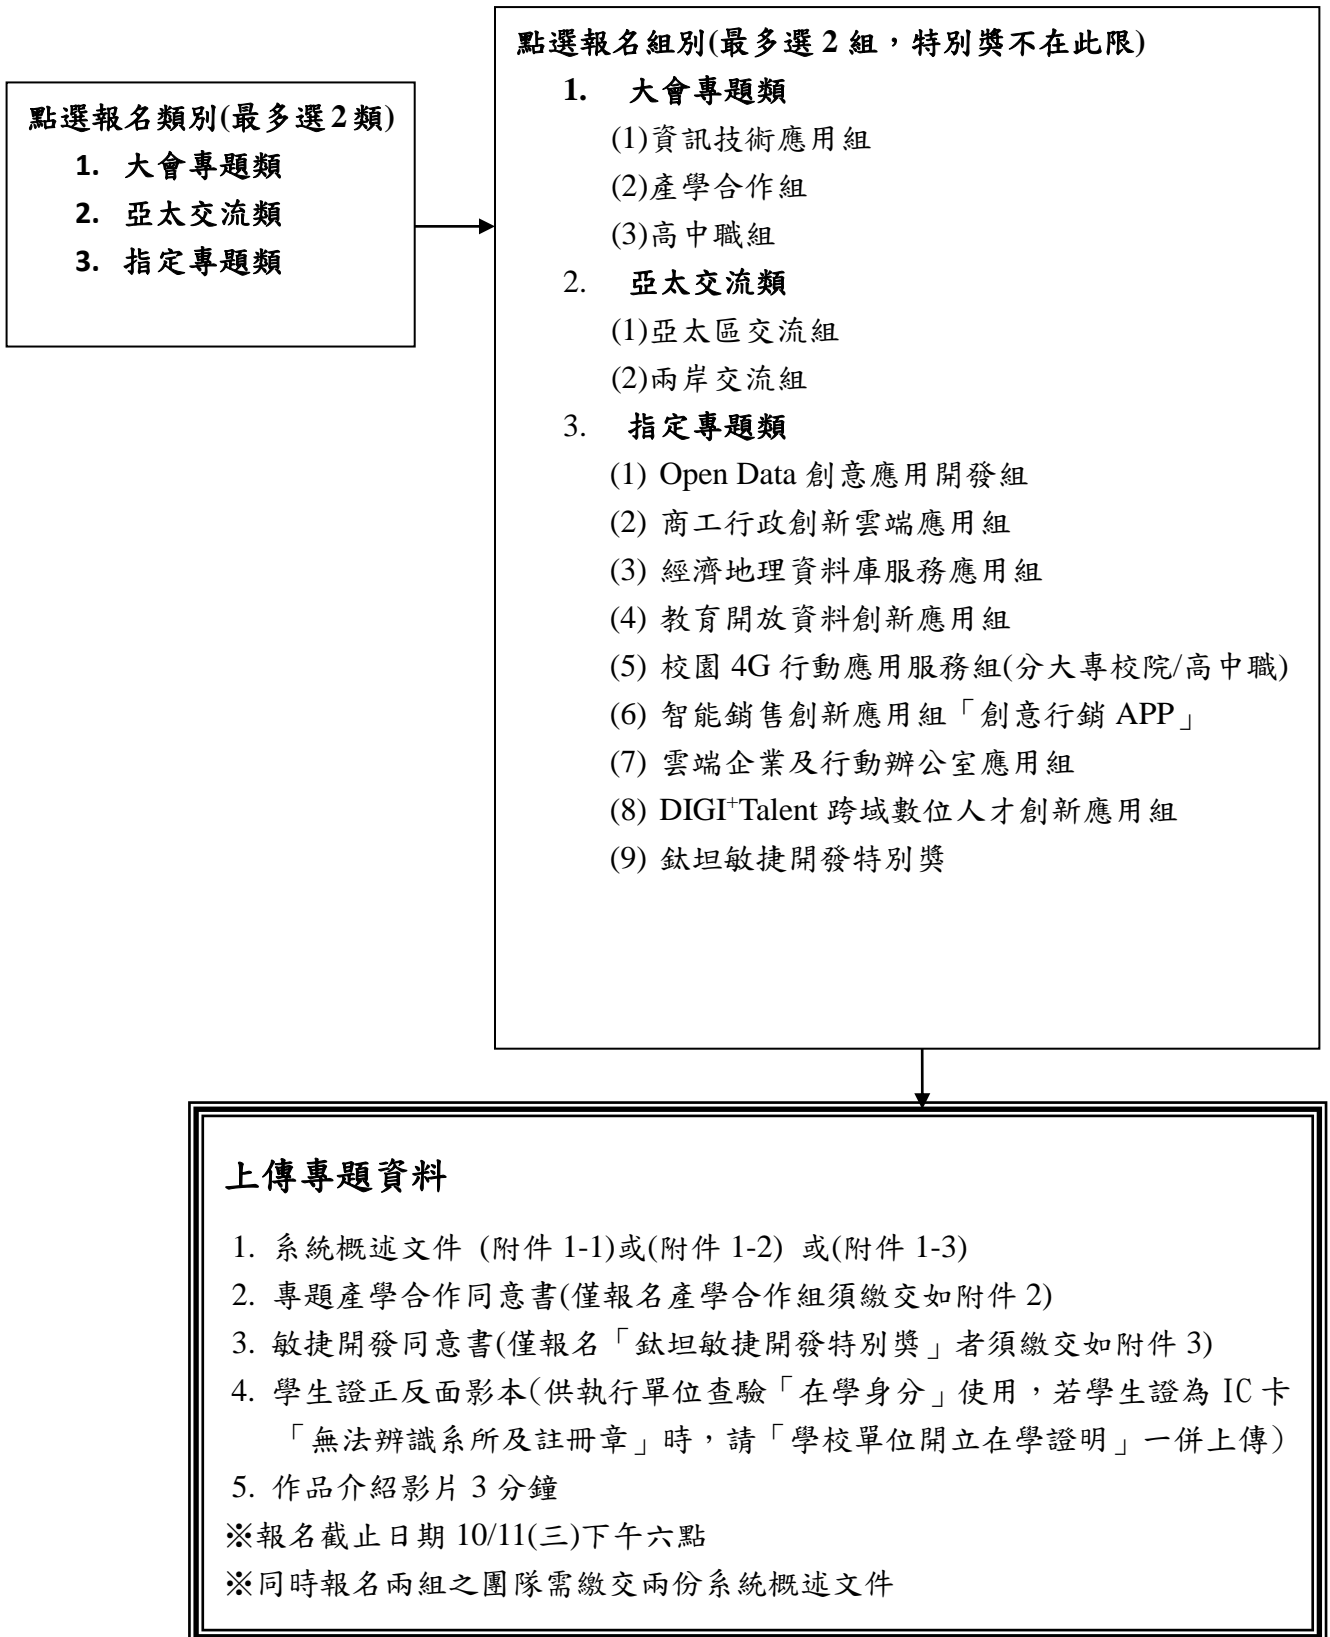 點選報名類別(最多選2類)
1. 大會專題類
2. 亞太交流類
3. 指定專題類
點選報名組別(最多選 2 組，特別獎不在此限)
1. 大會專題類
(1)資訊技術應用組
(2)產學合作組
(3)高中職組
2. 亞太交流類
(1)亞太區交流組
(2)兩岸交流組
3. 指定專題類
(1) Open Data 創意應用開發組
(2) 商工行政創新雲端應用組
(3) 經濟地理資料庫服務應用組
(4) 教育開放資料創新應用組
(5) 校園 4G 行動應用服務組(分大專校院/高中職)
(6) 智能銷售創新應用組「創意行銷 APP」
(7) 雲端企業及行動辦公室應用組
(8) DIGI+Talent 跨域數位人才創新應用組
(9) 鈦坦敏捷開發特別獎
上傳專題資料
1. 系統概述文件 (附件 1-1)或(附件 1-2) 或(附件 1-3)
2. 專題產學合作同意書(僅報名產學合作組須繳交如附件 2)
3. 敏捷開發同意書(僅報名「鈦坦敏捷開發特別獎」者須繳交如附件 3)
4. 學生證正反面影本(供執行單位查驗「在學身分」使用，若學生證為 IC 卡
「無法辨識系所及註冊章」時，請「學校單位開立在學證明」一併上傳)
5. 作品介紹影片 3 分鐘
※報名截止日期 10/11(三)下午六點
※同時報名兩組之團隊需繳交兩份系統概述文件